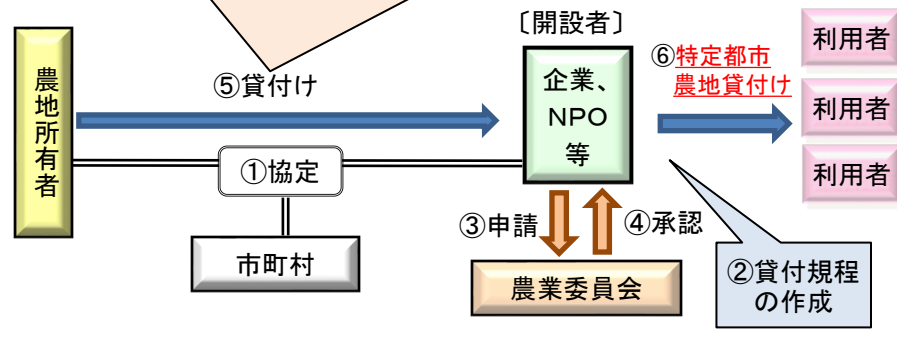 農地所有者
⑤貸付け
①協定
市町村
〔開設者〕
企業、
NPO
等
③申請
④承認
農業委員会
⑥特定都市
農地貸付け
②貸付規程
の作成
利用者
利用者
利用者